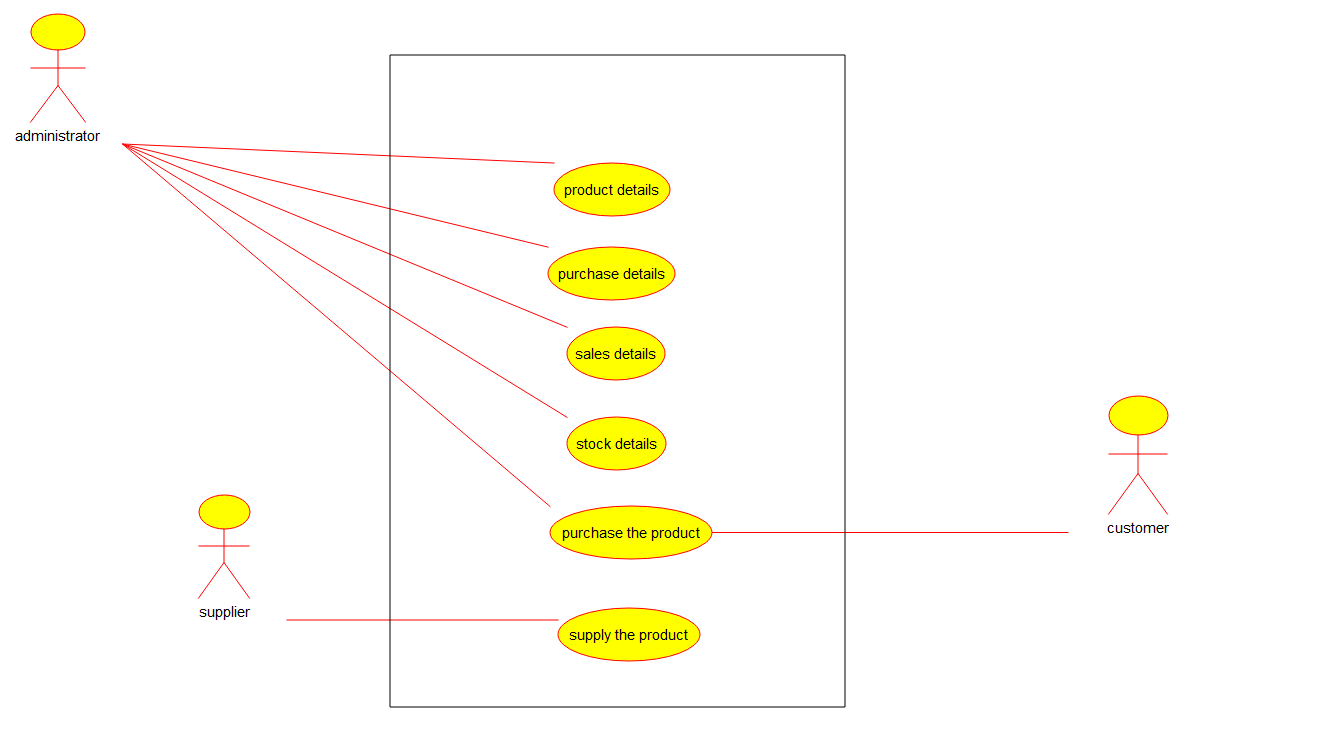 administrator
product details
purchase details
sales details
stock details
purchase the product
customer
supplier
supply the product